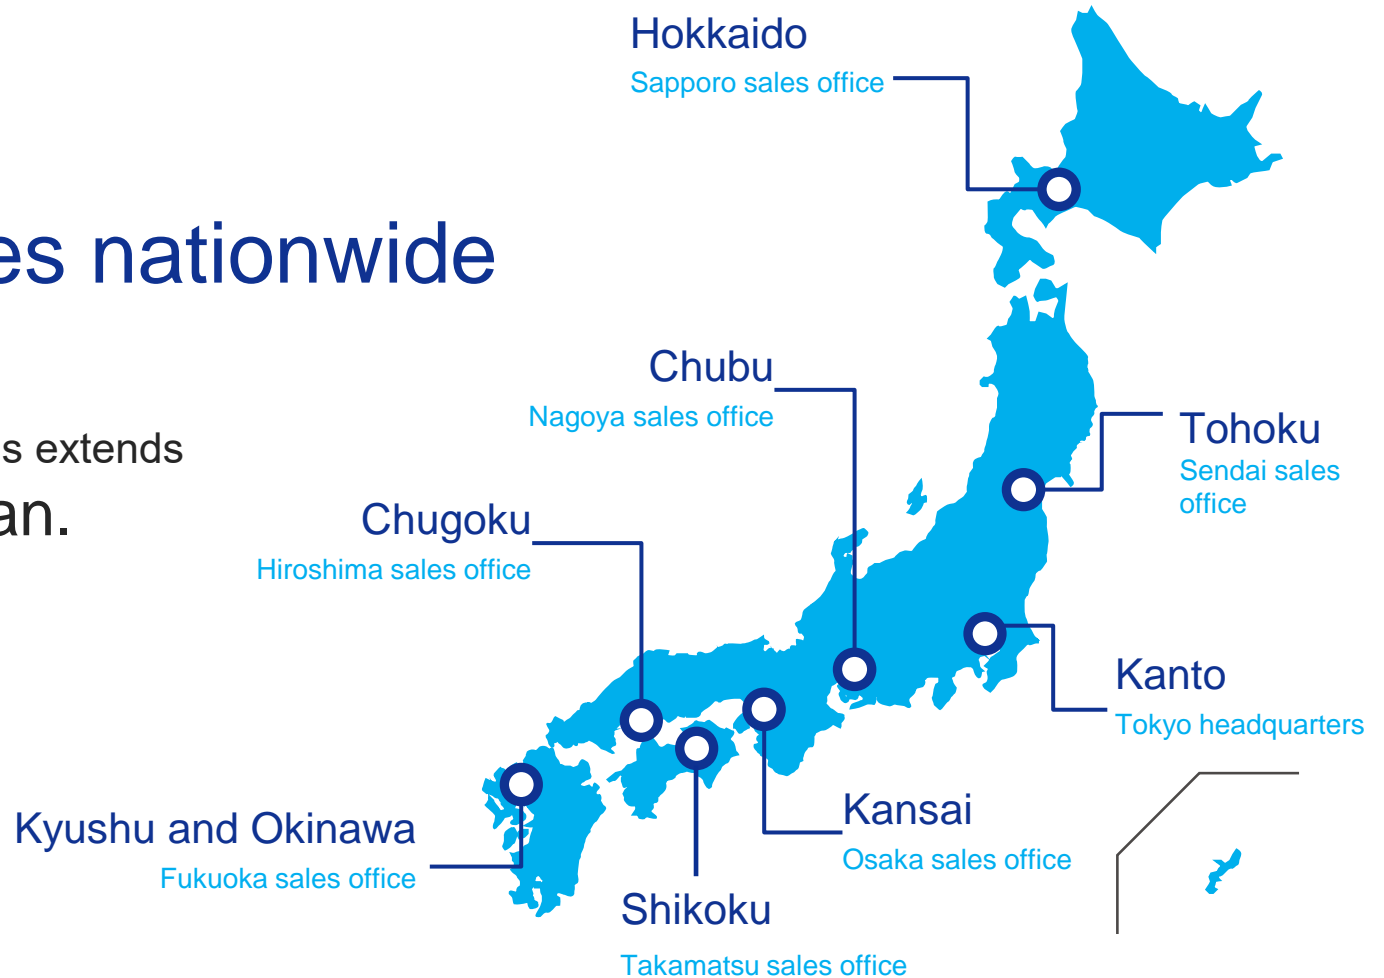 Hokkaido
Sapporo sales office
es nationwide
Chubu
Nagoya sales office
s extends
an.
Tohoku
Sendai sales
office
Chugoku
Hiroshima sales office
Kanto
Tokyo headquarters
Kansai
Osaka sales office
Kyushu and Okinawa
Fukuoka sales office
Shikoku
Takamatsu sales office